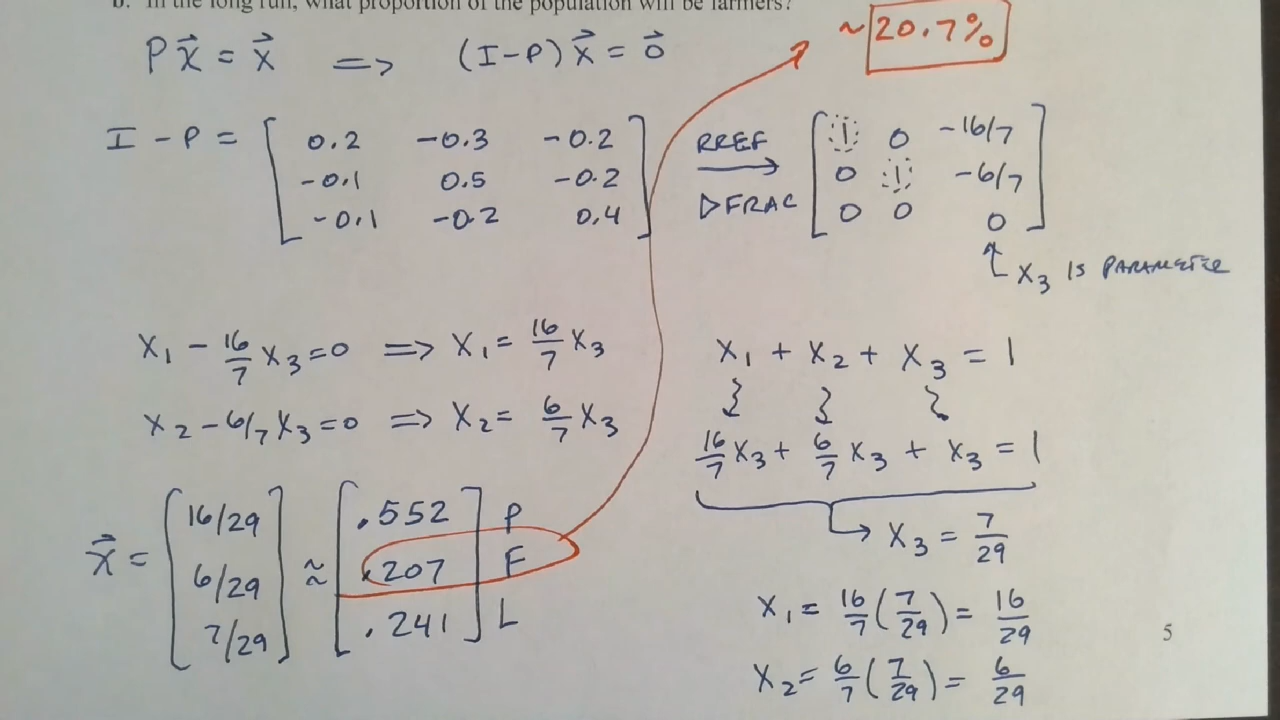 b. In the long run, what proportion of the population will be farmers?
P x⃗ = x⃗ => (I-P) x⃗ = 0⃗ ~ 20.7%
I - P = [ 0.2 -0.3 -0.2 ] RREF [ 1 0 -16/7 ]
[ -0.1 0.5 -0.2 ] ▷FRAC [ 0 1 -6/7 ]
[ -0.1 -0.2 0.4 ] [ 0 0 0 ]
X₃ IS PARAMETER
X₁ - 16/7 X₃ = 0 => X₁ = 16/7 X₃
X₂ - 6/7 X₃ = 0 => X₂ = 6/7 X₃
X₁ + X₂ + X₃ = 1
16/7 X₃ + 6/7 X₃ + X₃ = 1
X₃ = 7/29
X₁ = 16/7 (7/29) = 16/29
X₂ = 6/7 (7/29) = 6/29
x⃗ = [ 16/29 ] ≈ [ .552 ] P
[ 6/29 ] [ .207 ] F
[ 7/29 ] [ .241 ] L
5